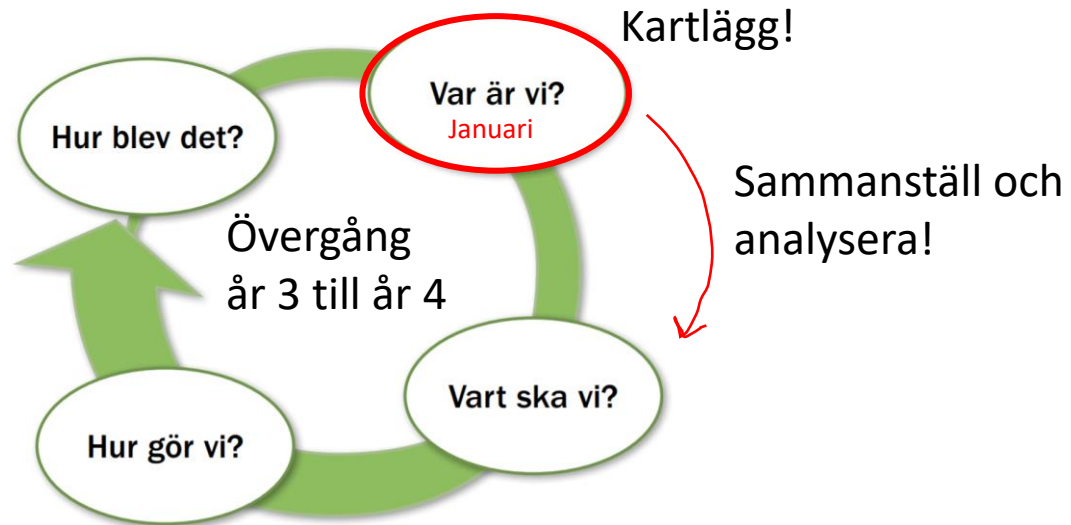 Kartlägg!
Var är vi?
Januari
Hur blev det?
Sammanställ och
analysera!
Övergång
år 3 till år 4
Vart ska vi?
Hur gör vi?